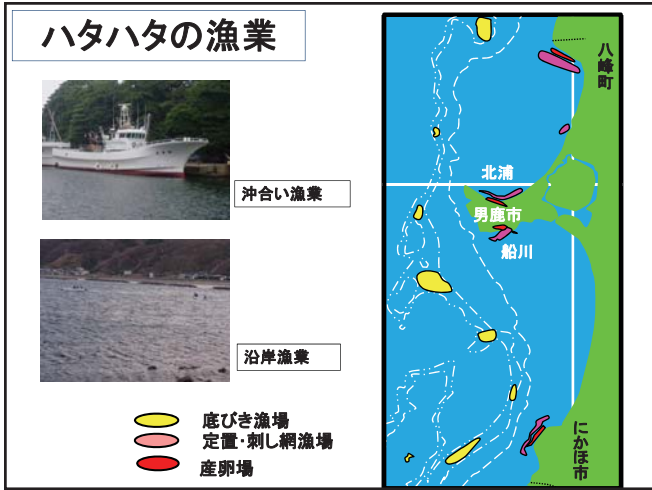 ハタハタの漁業
沖合い漁業
沿岸漁業
底びき漁場
定置・刺し網漁場
産卵場
八峰町
北浦
男鹿市
船川
にかほ市